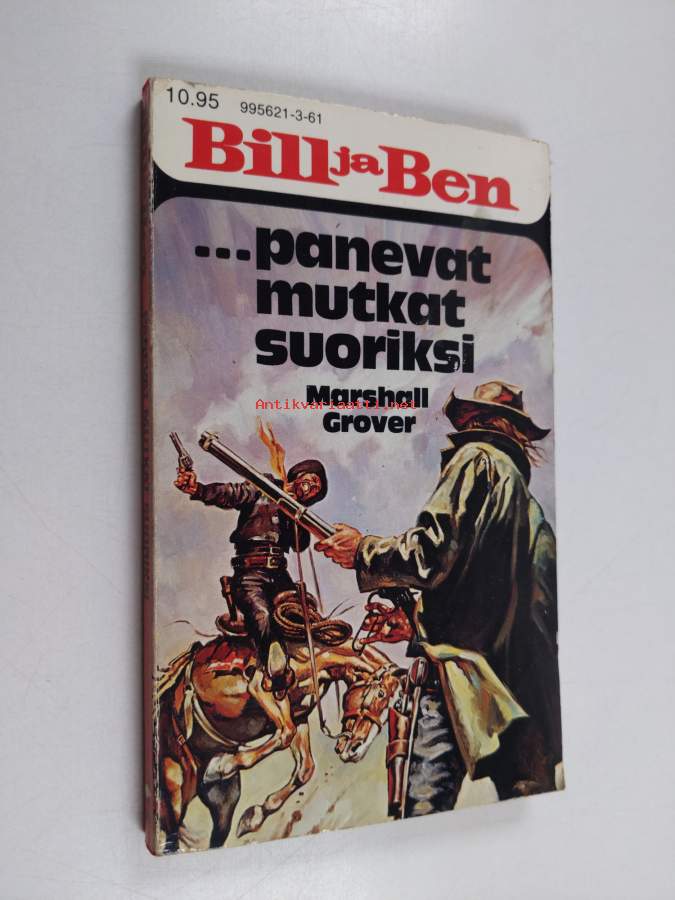 10.95 995621-3-61
Bill ja Ben
...panevat
mutkat
suoriksi
Marshall
Antikvariaatti.net
Grover